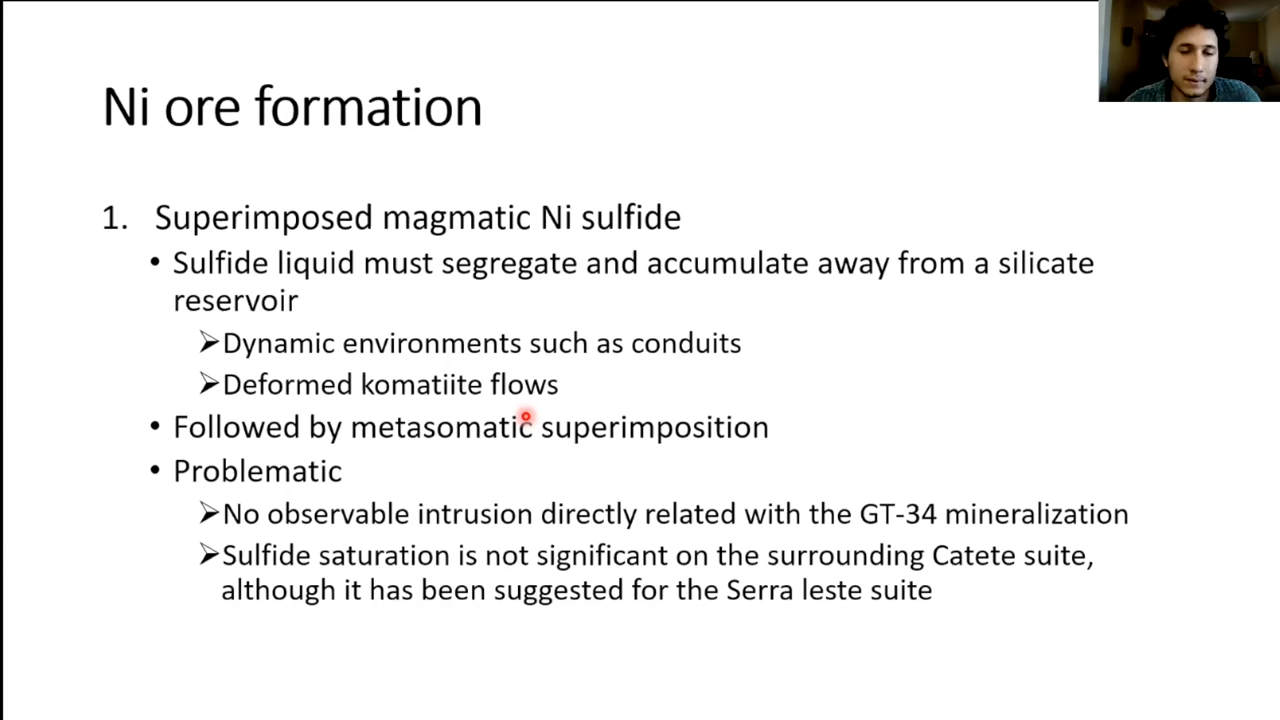 Ni ore formation
1. Superimposed magmatic Ni sulfide
• Sulfide liquid must segregate and accumulate away from a silicate
reservoir
➢Dynamic environments such as conduits
➢Deformed komatiite flows
• Followed by metasomatic superimposition
• Problematic
➢No observable intrusion directly related with the GT-34 mineralization
➢Sulfide saturation is not significant on the surrounding Catete suite,
although it has been suggested for the Serra leste suite